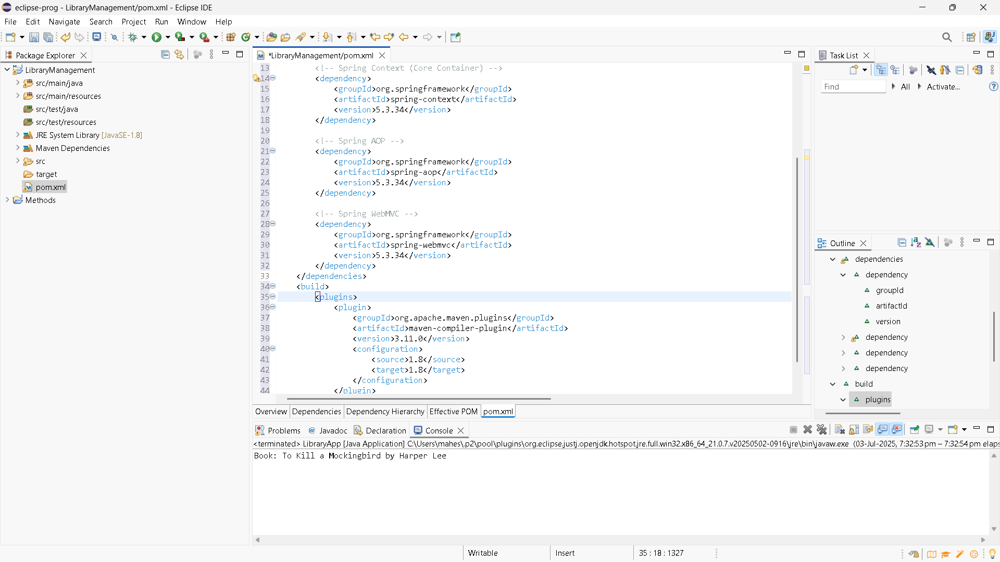 eclipse-prog - LibraryManagement/pom.xml - Eclipse IDE
File Edit Navigate Search Project Run Window Help
Package Explorer
LibraryManagement
src/main/java
src/main/resources
src/test/java
src/test/resources
JRE System Library [JavaSE-1.8]
Maven Dependencies
src
target
pom.xml
Methods
*LibraryManagement/pom.xml
13 <!-- Spring Context (Core Container) -->
14 <dependency>
15 <groupId>org.springframework</groupId>
16 <artifactId>spring-context</artifactId>
17 <version>5.3.34</version>
18 </dependency>
19
20 <!-- Spring AOP -->
21 <dependency>
22 <groupId>org.springframework</groupId>
23 <artifactId>spring-aop</artifactId>
24 <version>5.3.34</version>
25 </dependency>
26
27 <!-- Spring WebMVC -->
28 <dependency>
29 <groupId>org.springframework</groupId>
30 <artifactId>spring-webmvc</artifactId>
31 <version>5.3.34</version>
32 </dependency>
33 </dependencies>
34 <build>
35 <plugins>
36 <plugin>
37 <groupId>org.apache.maven.plugins</groupId>
38 <artifactId>maven-compiler-plugin</artifactId>
39 <version>3.11.0</version>
40 <configuration>
41 <source>1.8</source>
42 <target>1.8</target>
43 </configuration>
44 </plugin>
Overview Dependencies Dependency Hierarchy Effective POM pom.xml
Task List
Find All Activate...
Outline
dependencies
dependency
groupId
artifactId
version
dependency
dependency
dependency
build
plugins
Problems Javadoc Declaration Console
<terminated> LibraryApp [Java Application] C:\Users\mahes\.p2\pool\plugins\org.eclipse.justj.openjdk.hotspot.jre.full.win32.x86_64_21.0.7.v20250502-0916\jre\bin\javaw.exe (03-Jul-2025, 7:32:53 pm – 7:32:54 pm elaps
Book: To Kill a Mockingbird by Harper Lee
Writable Insert 35 : 18 : 1327